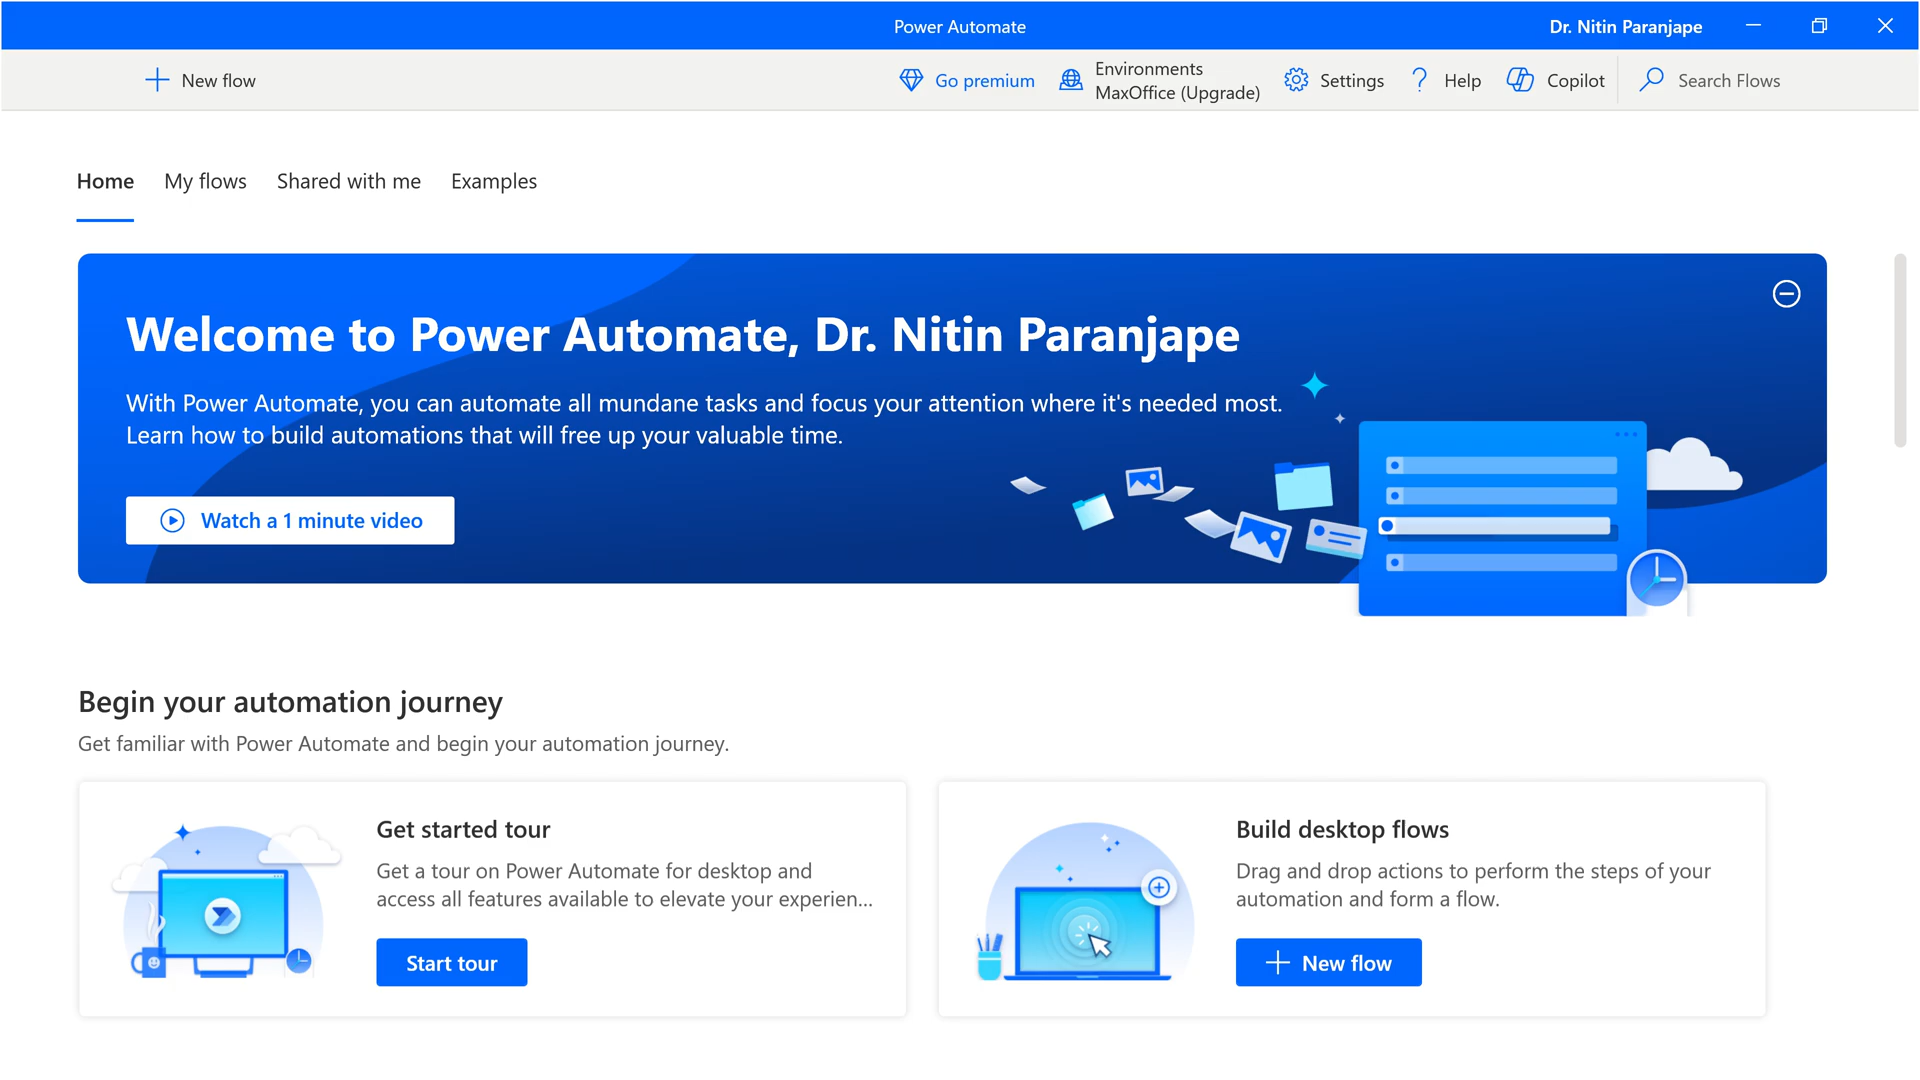 Power Automate
Dr. Nitin Paranjape
New flow
Go premium
Environments
MaxOffice (Upgrade)
Settings
Help
Copilot
Search Flows
Home
My flows
Shared with me
Examples
Welcome to Power Automate, Dr. Nitin Paranjape
With Power Automate, you can automate all mundane tasks and focus your attention where it's needed most.
Learn how to build automations that will free up your valuable time.
Watch a 1 minute video
Begin your automation journey
Get familiar with Power Automate and begin your automation journey.
Get started tour
Get a tour on Power Automate for desktop and
access all features available to elevate your experien...
Start tour
Build desktop flows
Drag and drop actions to perform the steps of your
automation and form a flow.
New flow